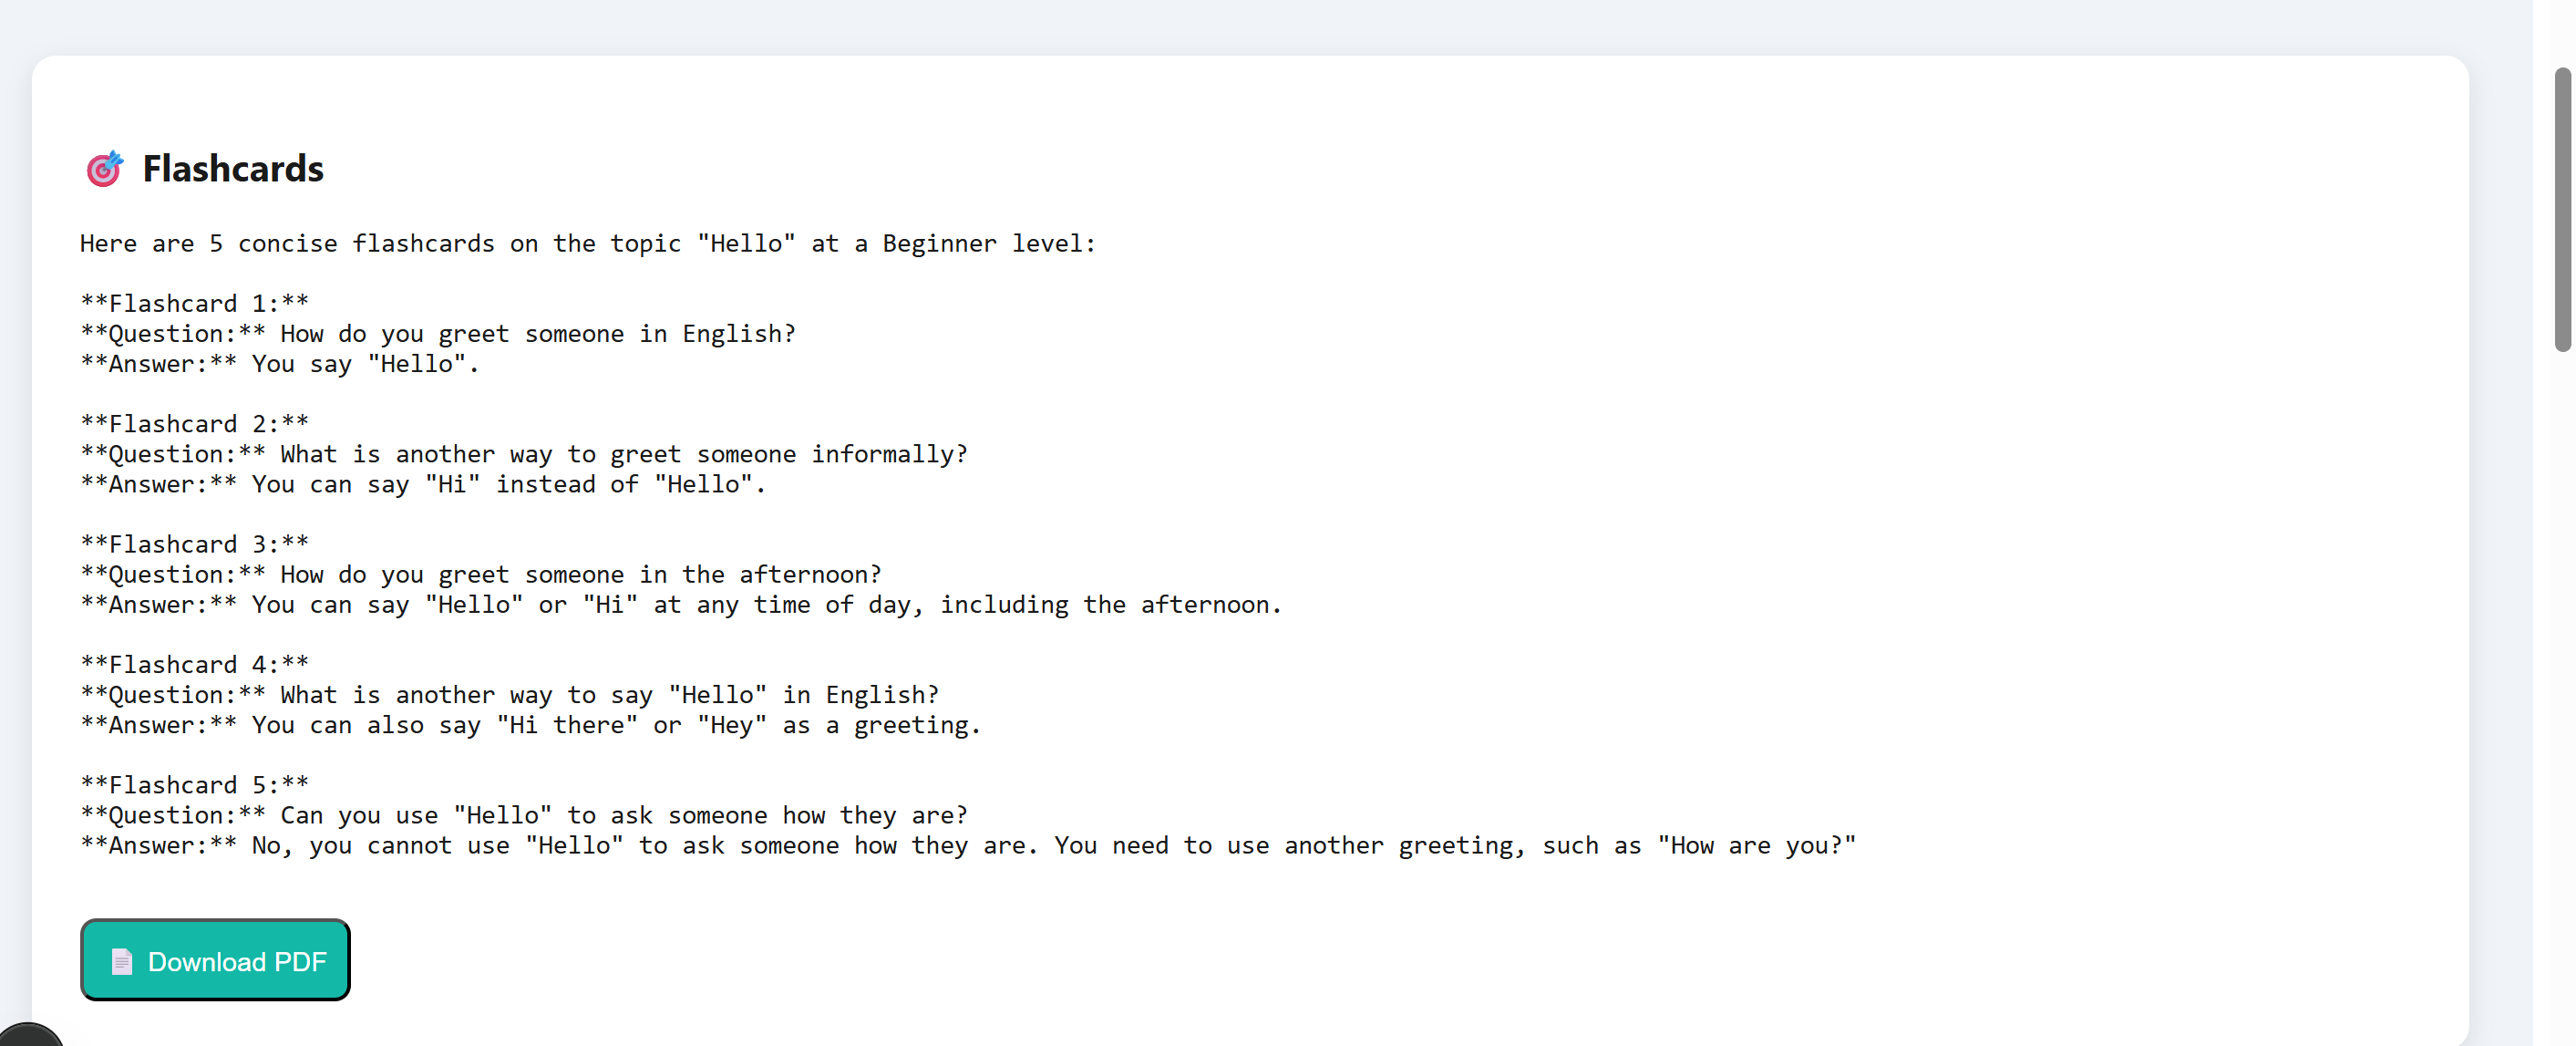 Flashcards
Here are 5 concise flashcards on the topic "Hello" at a Beginner level:
**Flashcard 1:**
**Question:** How do you greet someone in English?
**Answer:** You say "Hello".
**Flashcard 2:**
**Question:** What is another way to greet someone informally?
**Answer:** You can say "Hi" instead of "Hello".
**Flashcard 3:**
**Question:** How do you greet someone in the afternoon?
**Answer:** You can say "Hello" or "Hi" at any time of day, including the afternoon.
**Flashcard 4:**
**Question:** What is another way to say "Hello" in English?
**Answer:** You can also say "Hi there" or "Hey" as a greeting.
**Flashcard 5:**
**Question:** Can you use "Hello" to ask someone how they are?
**Answer:** No, you cannot use "Hello" to ask someone how they are. You need to use another greeting, such as "How are you?"
Download PDF